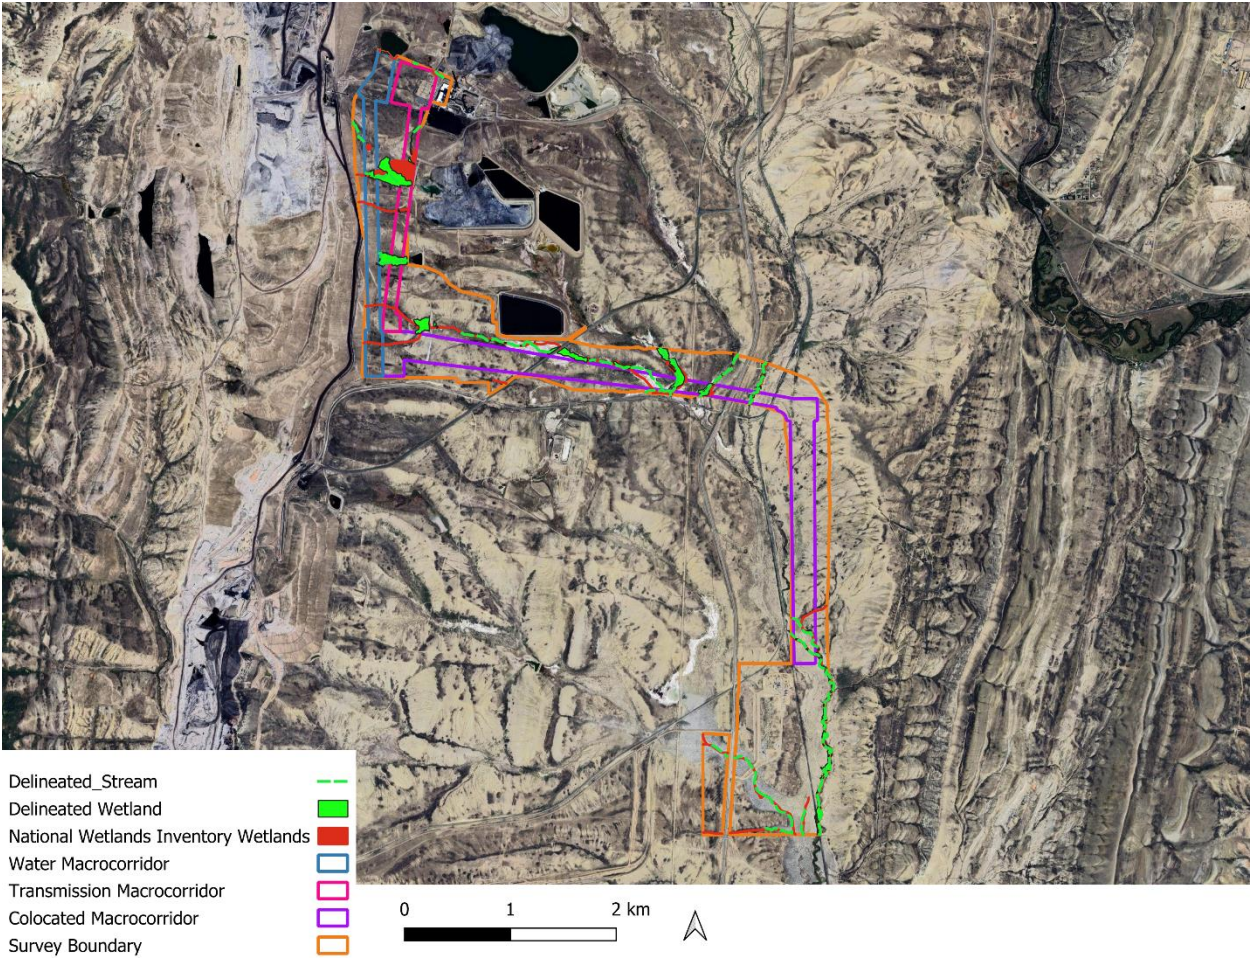 Delineated_Stream
Delineated Wetland
National Wetlands Inventory Wetlands
Water Macrocorridor
Transmission Macrocorridor
Colocated Macrocorridor
Survey Boundary
0 1 2 km